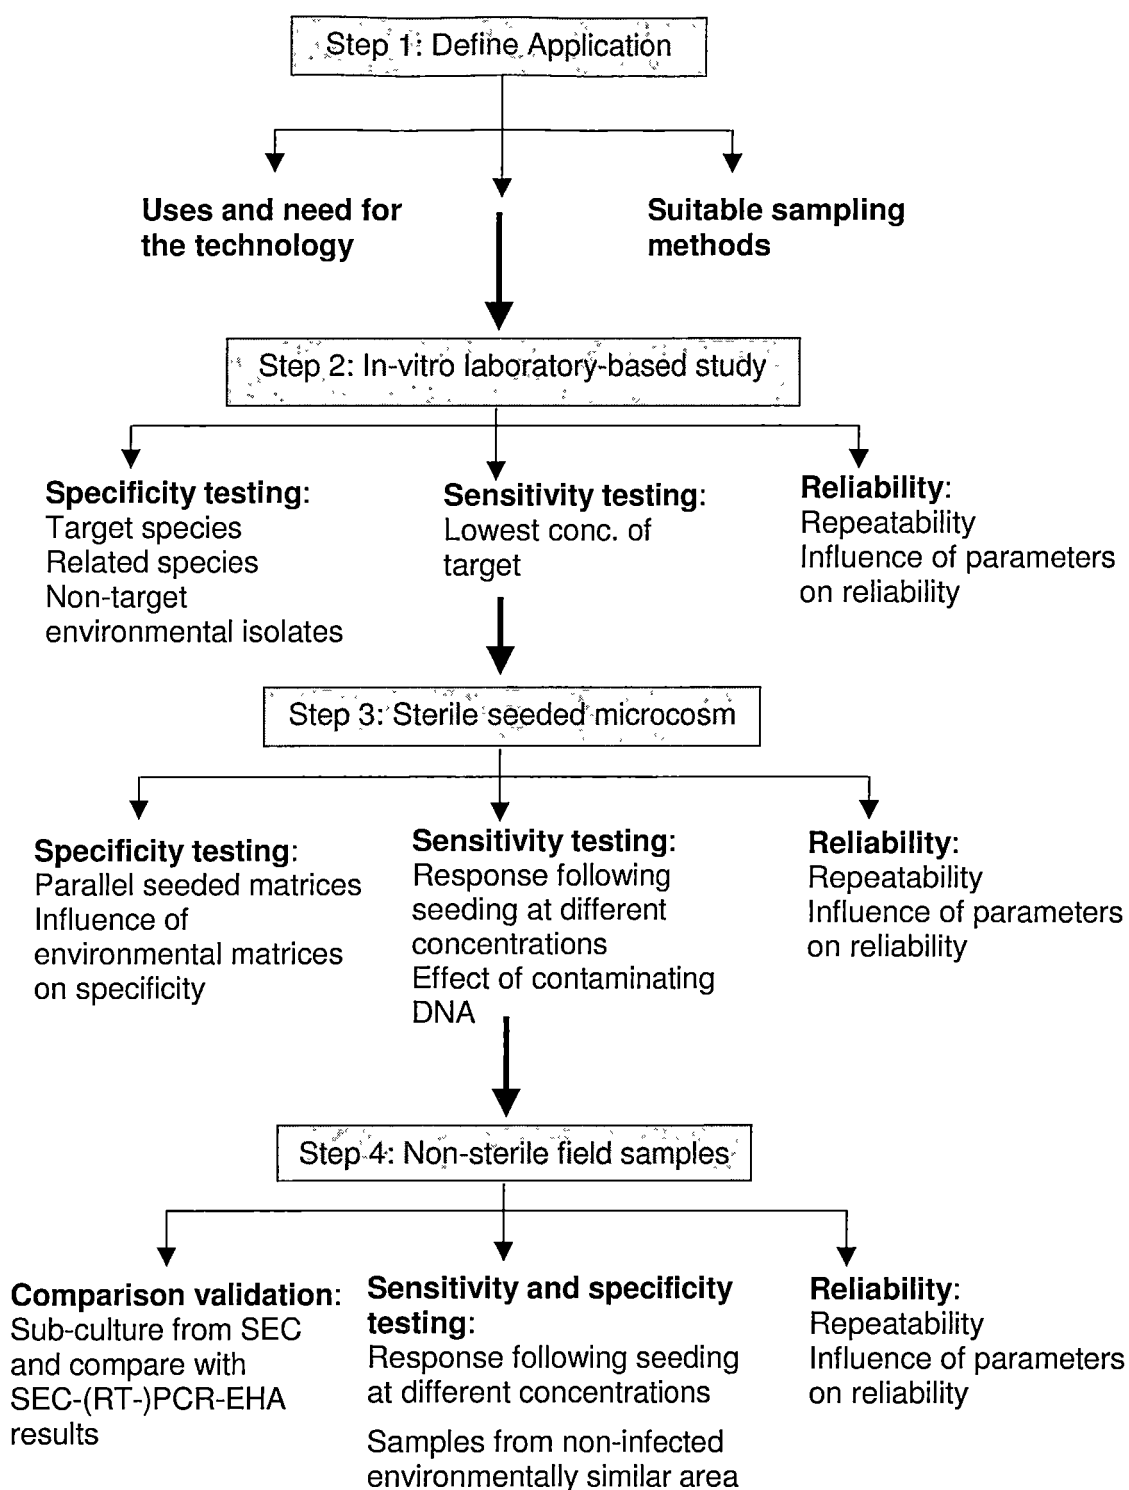 Step 1: Define Application
Uses and need for
the technology
Suitable sampling
methods
Step 2: In-vitro laboratory-based study
Specificity testing:
Target species
Related species
Non-target
environmental isolates
Sensitivity testing:
Lowest conc. of
target
Reliability:
Repeatability
Influence of parameters
on reliability
Step 3: Sterile seeded microcosm
Specificity testing:
Parallel seeded matrices
Influence of
environmental matrices
on specificity
Sensitivity testing:
Response following
seeding at different
concentrations
Effect of contaminating
DNA
Reliability:
Repeatability
Influence of parameters
on reliability
Step 4: Non-sterile field samples
Comparison validation:
Sub-culture from SEC
and compare with
SEC-(RT-)PCR-EHA
results
Sensitivity and specificity
testing:
Response following seeding
at different concentrations
Samples from non-infected
environmentally similar area
Reliability:
Repeatability
Influence of parameters
on reliability